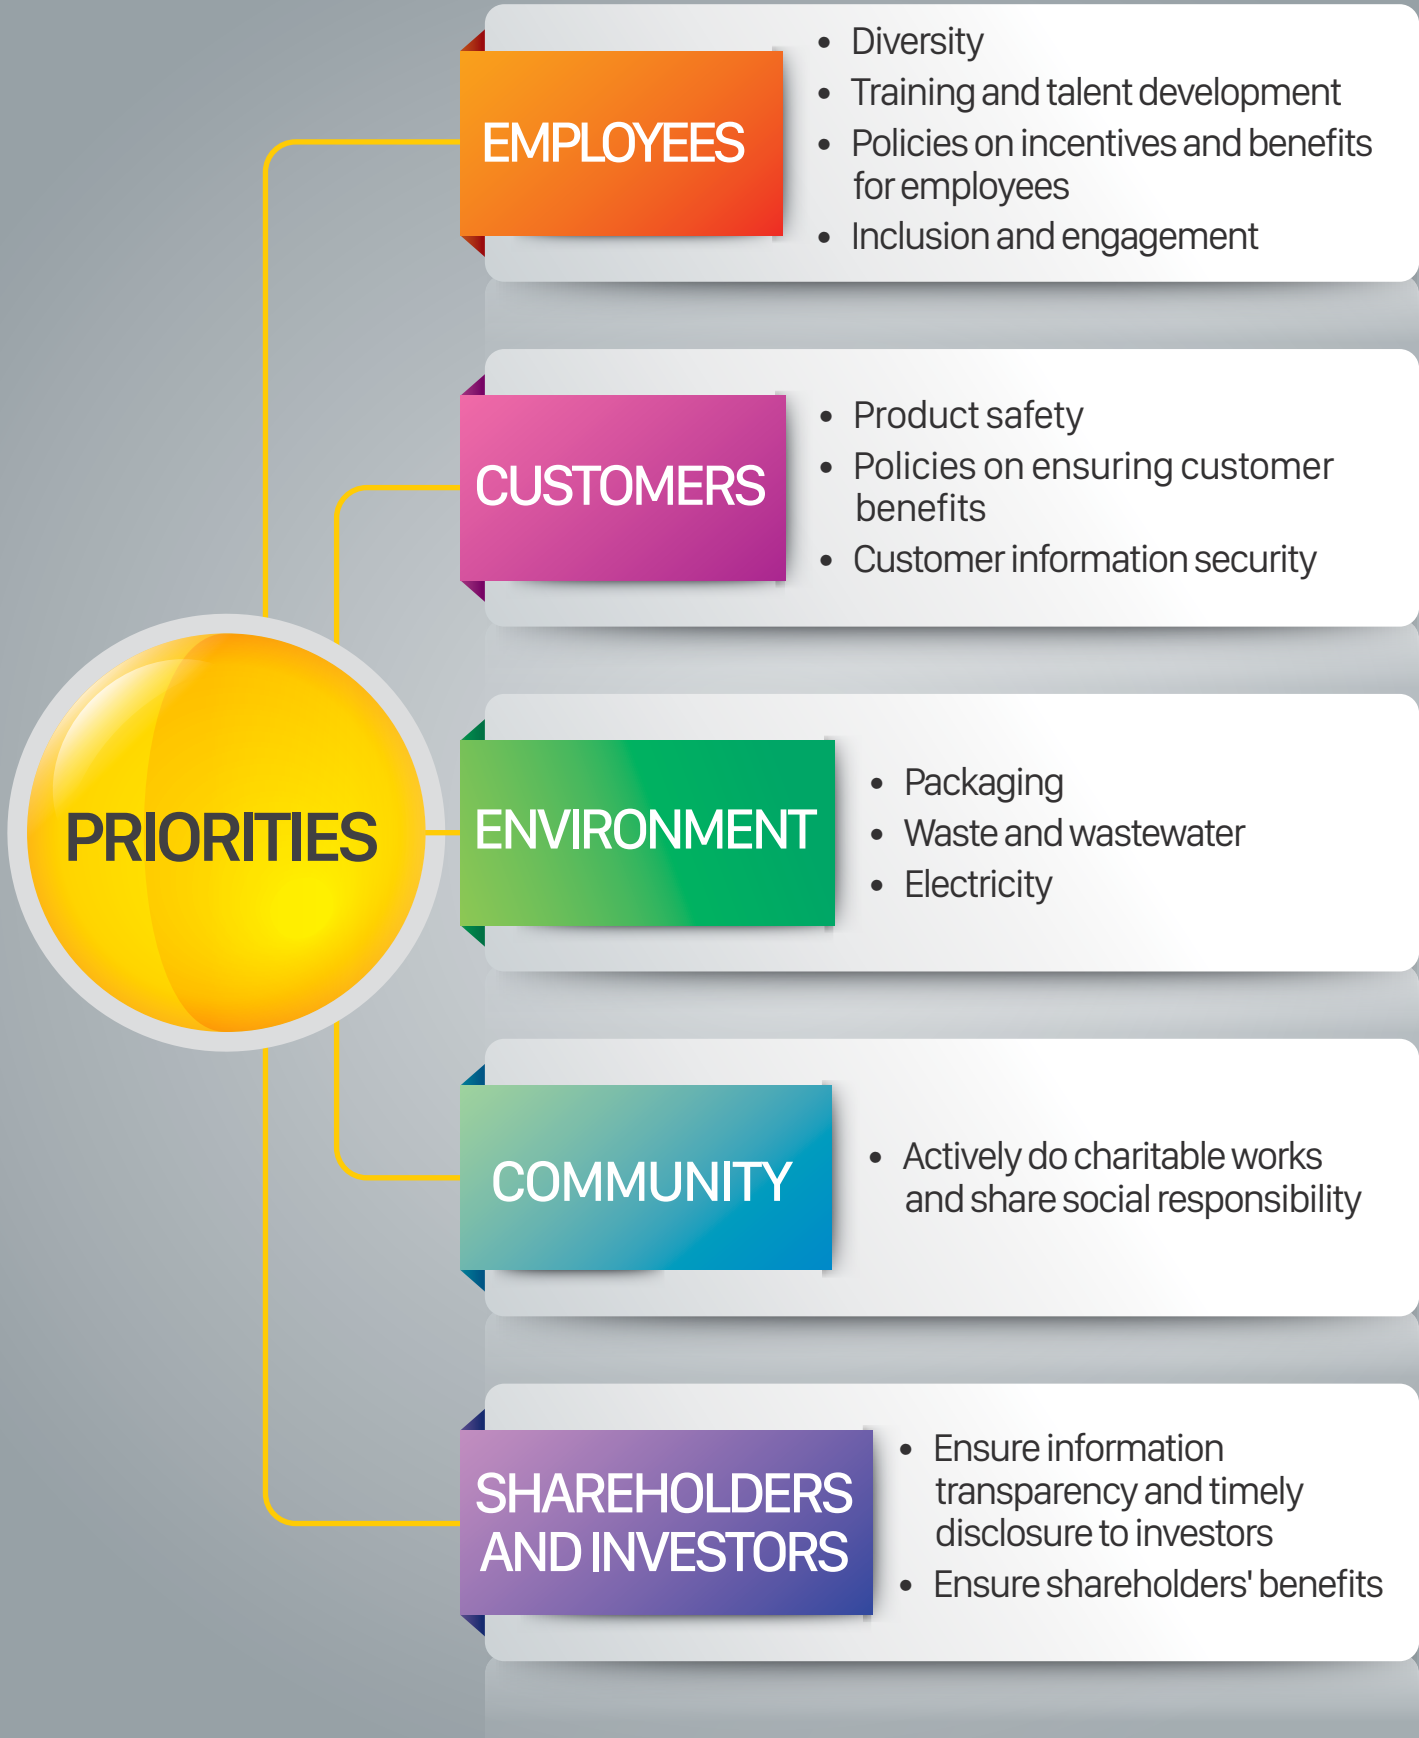 EMPLOYEES
• Diversity
• Training and talent development
• Policies on incentives and benefits
for employees
• Inclusion and engagement
CUSTOMERS
• Product safety
• Policies on ensuring customer
benefits
• Customer information security
PRIORITIES
ENVIRONMENT
• Packaging
• Waste and wastewater
• Electricity
COMMUNITY
• Actively do charitable works
and share social responsibility
SHAREHOLDERS
AND INVESTORS
• Ensure information
transparency and timely
disclosure to investors
• Ensure shareholders' benefits